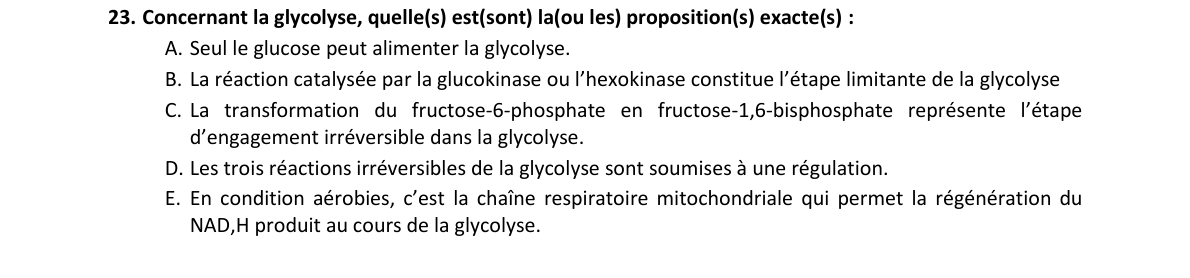 23. Concernant la glycolyse, quelle(s) est(sont) la(ou les) proposition(s) exacte(s) :
A. Seul le glucose peut alimenter la glycolyse.
B. La réaction catalysée par la glucokinase ou l’hexokinase constitue l’étape limitante de la glycolyse
C. La transformation du fructose-6-phosphate en fructose-1,6-bisphosphate représente l’étape
d’engagement irréversible dans la glycolyse.
D. Les trois réactions irréversibles de la glycolyse sont soumises à une régulation.
E. En condition aérobies, c’est la chaîne respiratoire mitochondriale qui permet la régénération du
NAD,H produit au cours de la glycolyse.